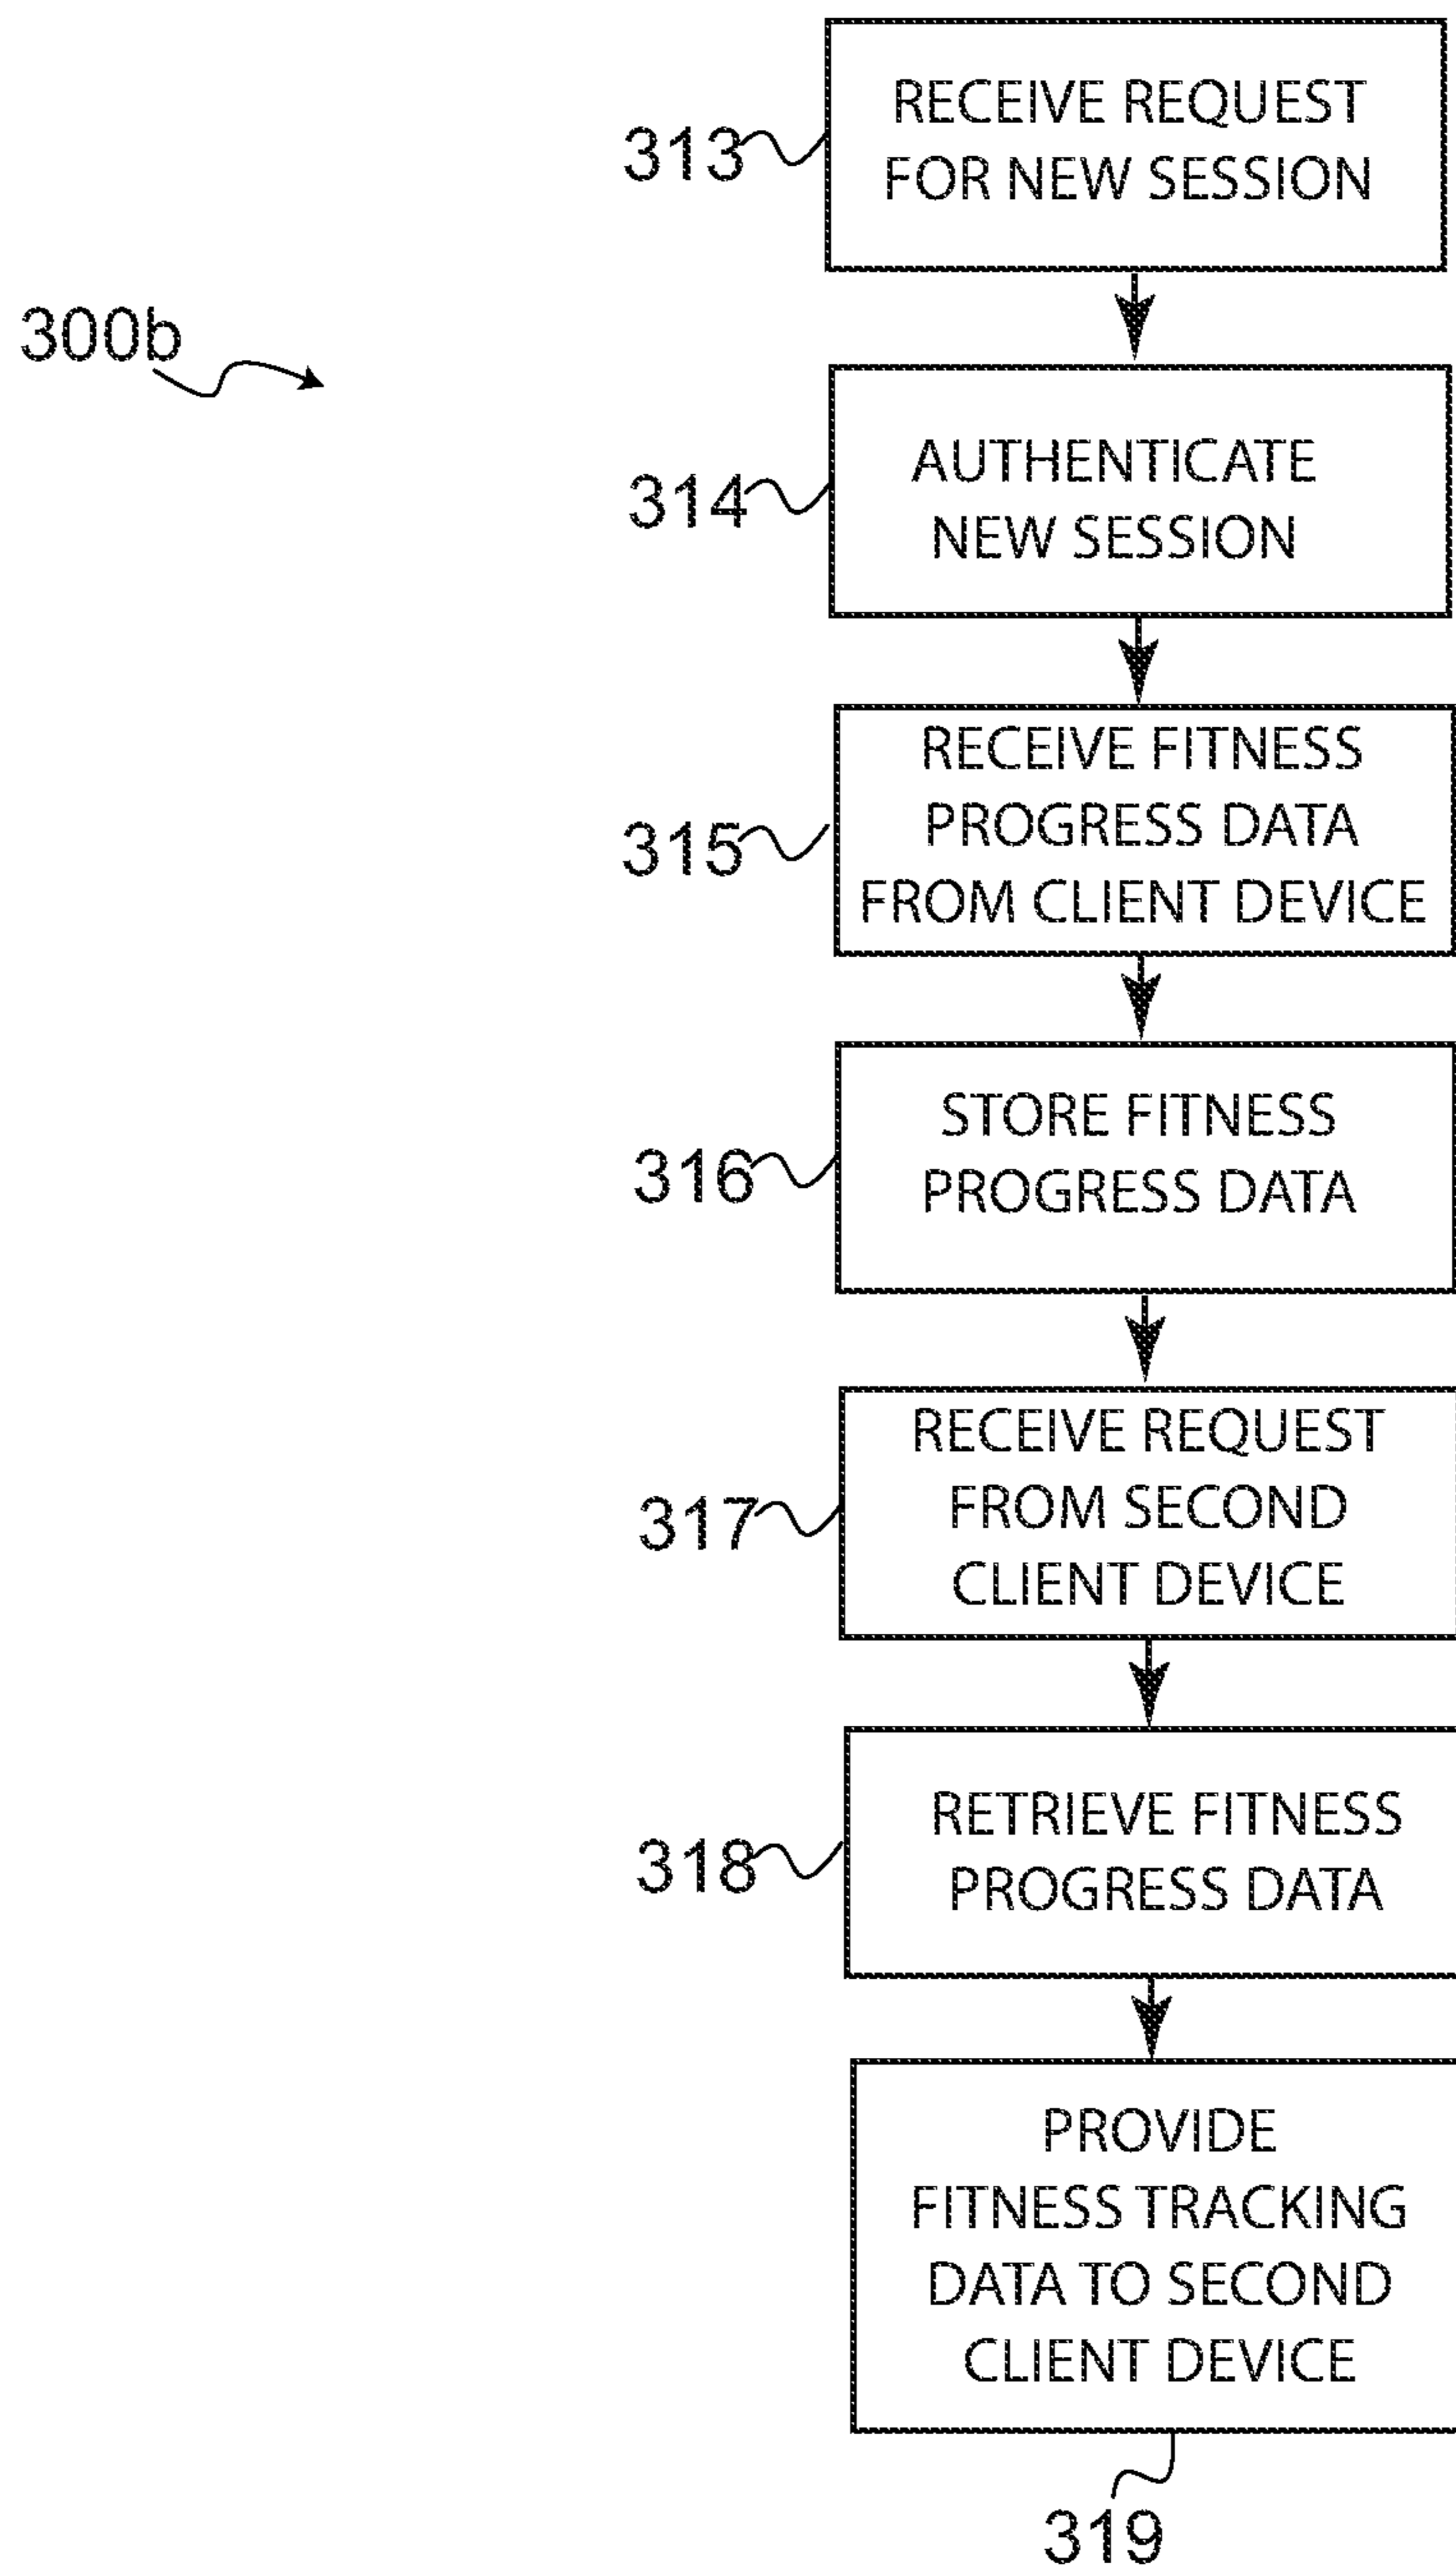 RECEIVE REQUEST
FOR NEW SESSION
313
300b
AUTHENTICATE
NEW SESSION
314
RECEIVE FITNESS
PROGRESS DATA
FROM CLIENT DEVICE
315
STORE FITNESS
PROGRESS DATA
316
RECEIVE REQUEST
FROM SECOND
CLIENT DEVICE
317
RETRIEVE FITNESS
PROGRESS DATA
318
PROVIDE
FITNESS TRACKING
DATA TO SECOND
CLIENT DEVICE
319